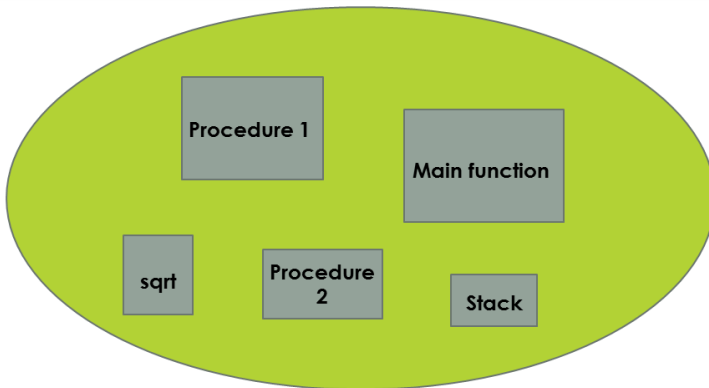 Procedure 1
Main function
sqrt
Procedure
2
Stack